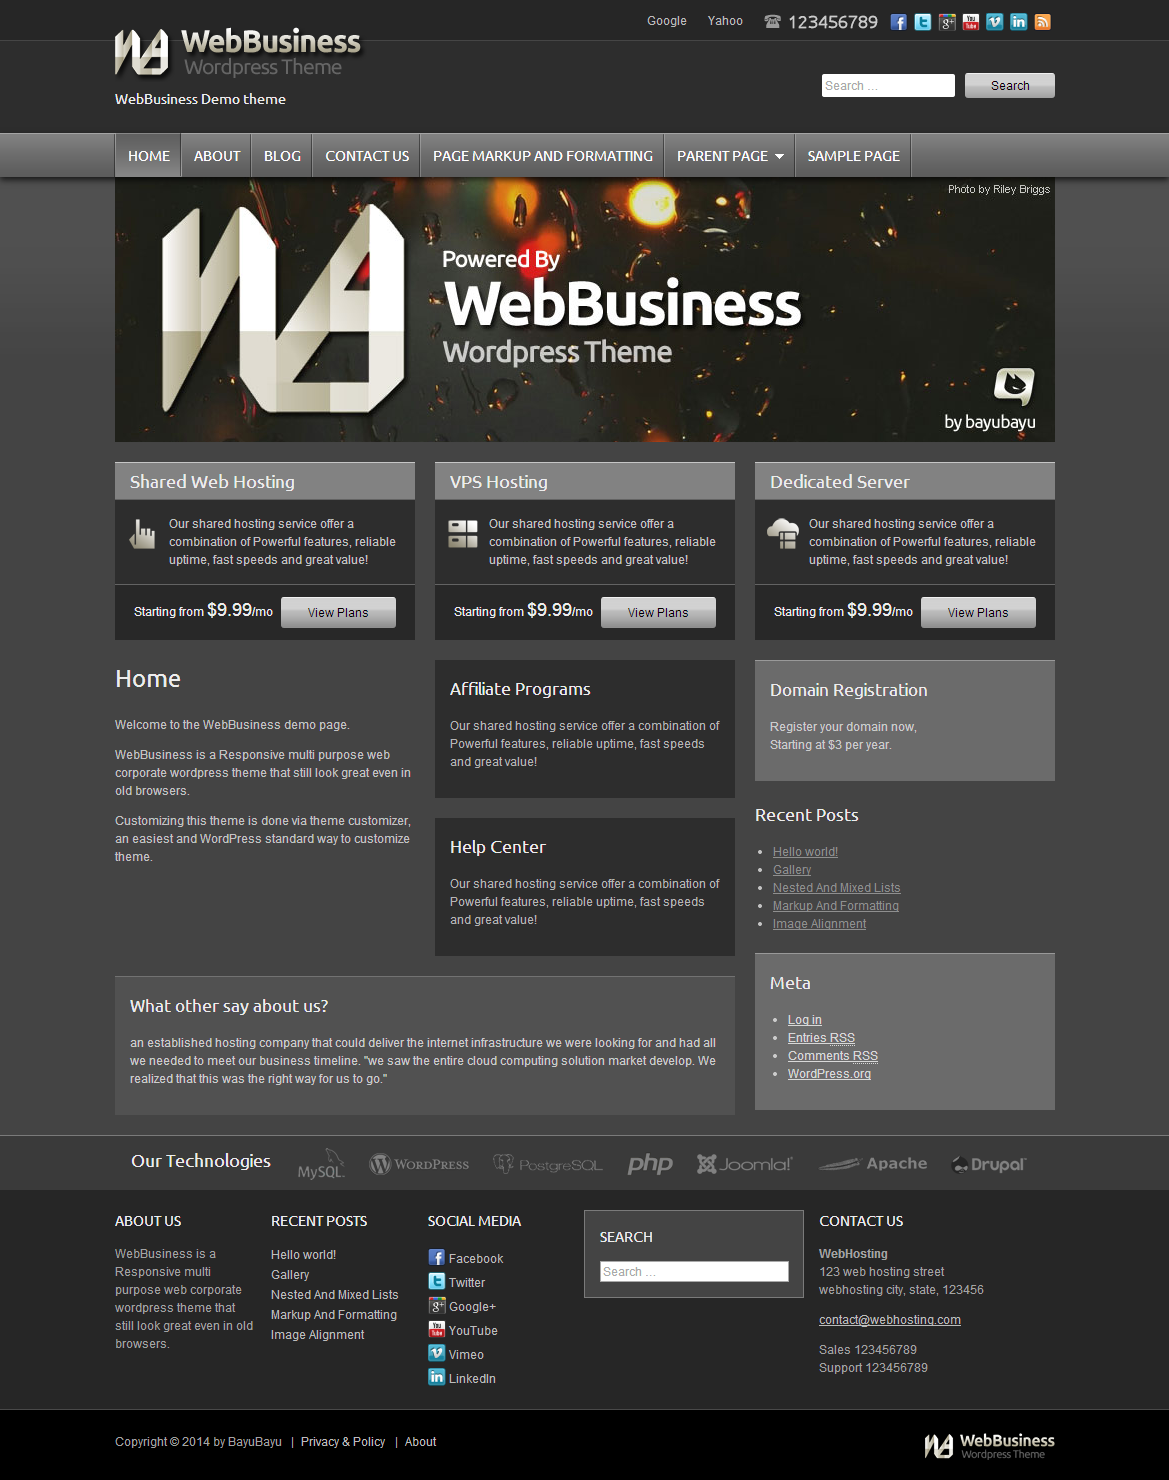 Google Yahoo 123456789
WebBusiness
Wordpress Theme
WebBusiness Demo theme
Search ...
Search
HOME ABOUT BLOG CONTACT US PAGE MARKUP AND FORMATTING PARENT PAGE SAMPLE PAGE
Photo by Riley Briggs
Powered By
WebBusiness
Wordpress Theme
by bayubayu
Shared Web Hosting
Our shared hosting service offer a
combination of Powerful features, reliable
uptime, fast speeds and great value!
Starting from $9.99/mo View Plans
VPS Hosting
Our shared hosting service offer a
combination of Powerful features, reliable
uptime, fast speeds and great value!
Starting from $9.99/mo View Plans
Dedicated Server
Our shared hosting service offer a
combination of Powerful features, reliable
uptime, fast speeds and great value!
Starting from $9.99/mo View Plans
Home
Welcome to the WebBusiness demo page.
WebBusiness is a Responsive multi purpose web
corporate wordpress theme that still look great even in
old browsers.
Customizing this theme is done via theme customizer,
an easiest and WordPress standard way to customize
theme.
Affiliate Programs
Our shared hosting service offer a combination of
Powerful features, reliable uptime, fast speeds
and great value!
Help Center
Our shared hosting service offer a combination of
Powerful features, reliable uptime, fast speeds
and great value!
Domain Registration
Register your domain now,
Starting at $3 per year.
Recent Posts
Hello world!
Gallery
Nested And Mixed Lists
Markup And Formatting
Image Alignment
What other say about us?
an established hosting company that could deliver the internet infrastructure we were looking for and had all
we needed to meet our business timeline. "we saw the entire cloud computing solution market develop. We
realized that this was the right way for us to go."
Meta
Log in
Entries RSS
Comments RSS
WordPress.org
Our Technologies MySQL WordPress PostgreSQL php Joomla! Apache Drupal
ABOUT US
WebBusiness is a
Responsive multi
purpose web corporate
wordpress theme that
still look great even in old
browsers.
RECENT POSTS
Hello world!
Gallery
Nested And Mixed Lists
Markup And Formatting
Image Alignment
SOCIAL MEDIA
Facebook
Twitter
Google+
YouTube
Vimeo
LinkedIn
SEARCH
Search ...
CONTACT US
WebHosting
123 web hosting street
webhosting city, state, 123456
contact@webhosting.com
Sales 123456789
Support 123456789
Copyright © 2014 by BayuBayu | Privacy & Policy | About
WebBusiness
Wordpress Theme